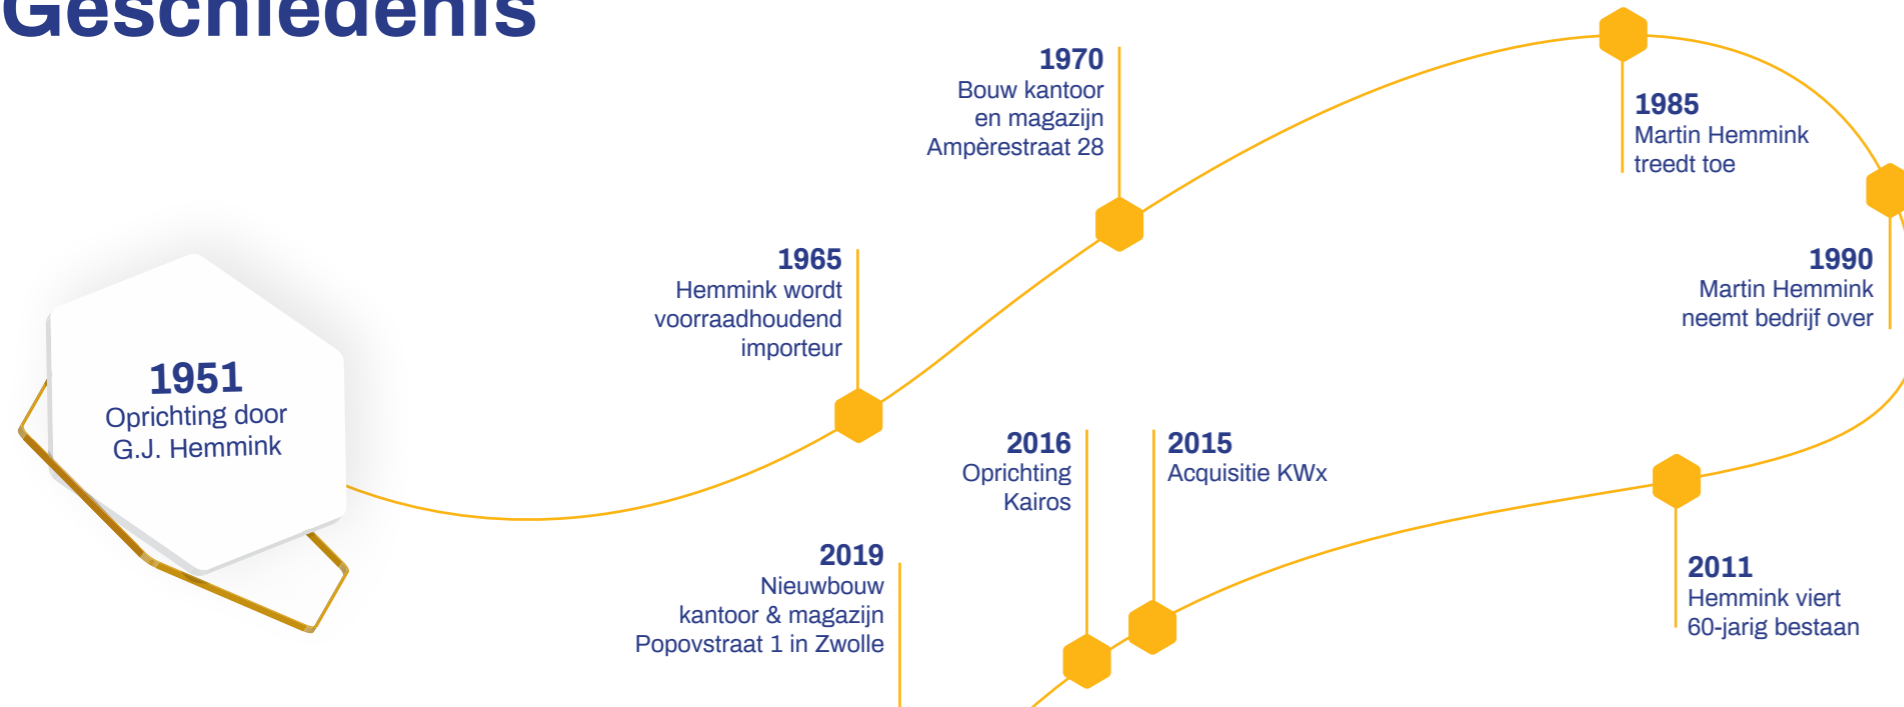 Geschiedenis
1951
Oprichting door
G.J. Hemmink
1965
Hemmink wordt
voorraadhoudend
importeur
1970
Bouw kantoor
en magazijn
Ampèrestraat 28
1985
Martin Hemmink
treedt toe
1990
Martin Hemmink
neemt bedrijf over
2011
Hemmink viert
60-jarig bestaan
2015
Acquisitie KWx
2016
Oprichting
Kairos
2019
Nieuwbouw
kantoor & magazijn
Popovstraat 1 in Zwolle